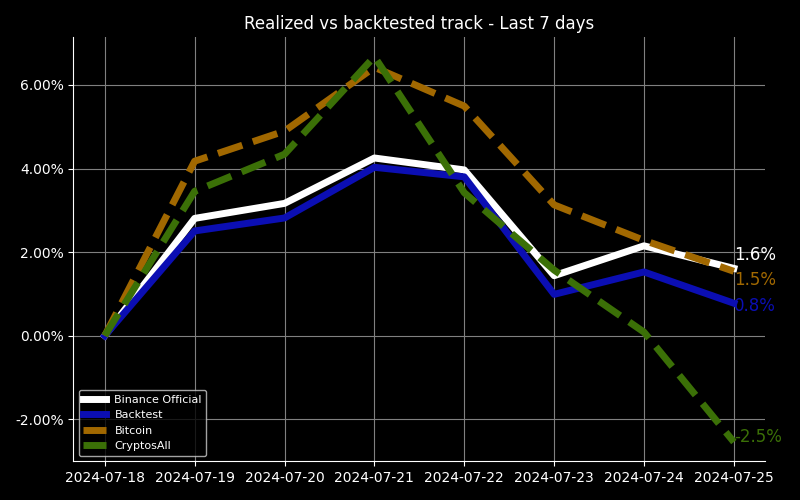 Realized vs backtested track - Last 7 days
6.00%
4.00%
2.00%
0.00%
-2.00%
1.6%
1.5%
0.8%
-2.5%
Binance Official
Backtest
Bitcoin
CryptosAll
2024-07-18 2024-07-19 2024-07-20 2024-07-21 2024-07-22 2024-07-23 2024-07-24 2024-07-25